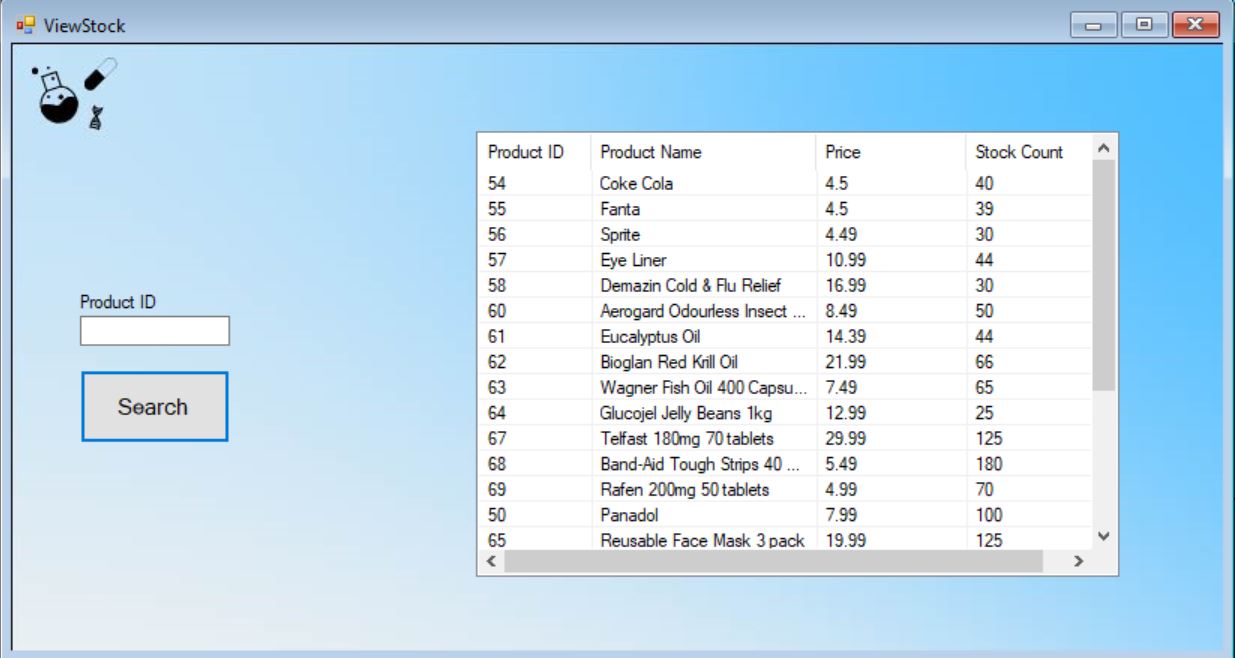 ViewStock
Product ID Product Name Price Stock Count
54 Coke Cola 4.5 40
55 Fanta 4.5 39
56 Sprite 4.49 30
57 Eye Liner 10.99 44
58 Demazin Cold & Flu Relief 16.99 30
60 Aerogard Odourless Insect ... 8.49 50
61 Eucalyptus Oil 14.39 44
62 Bioglan Red Krill Oil 21.99 66
63 Wagner Fish Oil 400 Capsu... 7.49 65
64 Glucojel Jelly Beans 1kg 12.99 25
67 Telfast 180mg 70 tablets 29.99 125
68 Band-Aid Tough Strips 40 ... 5.49 180
69 Rafen 200mg 50 tablets 4.99 70
50 Panadol 7.99 100
65 Reusable Face Mask 3 pack 19.99 125
Product ID
Search